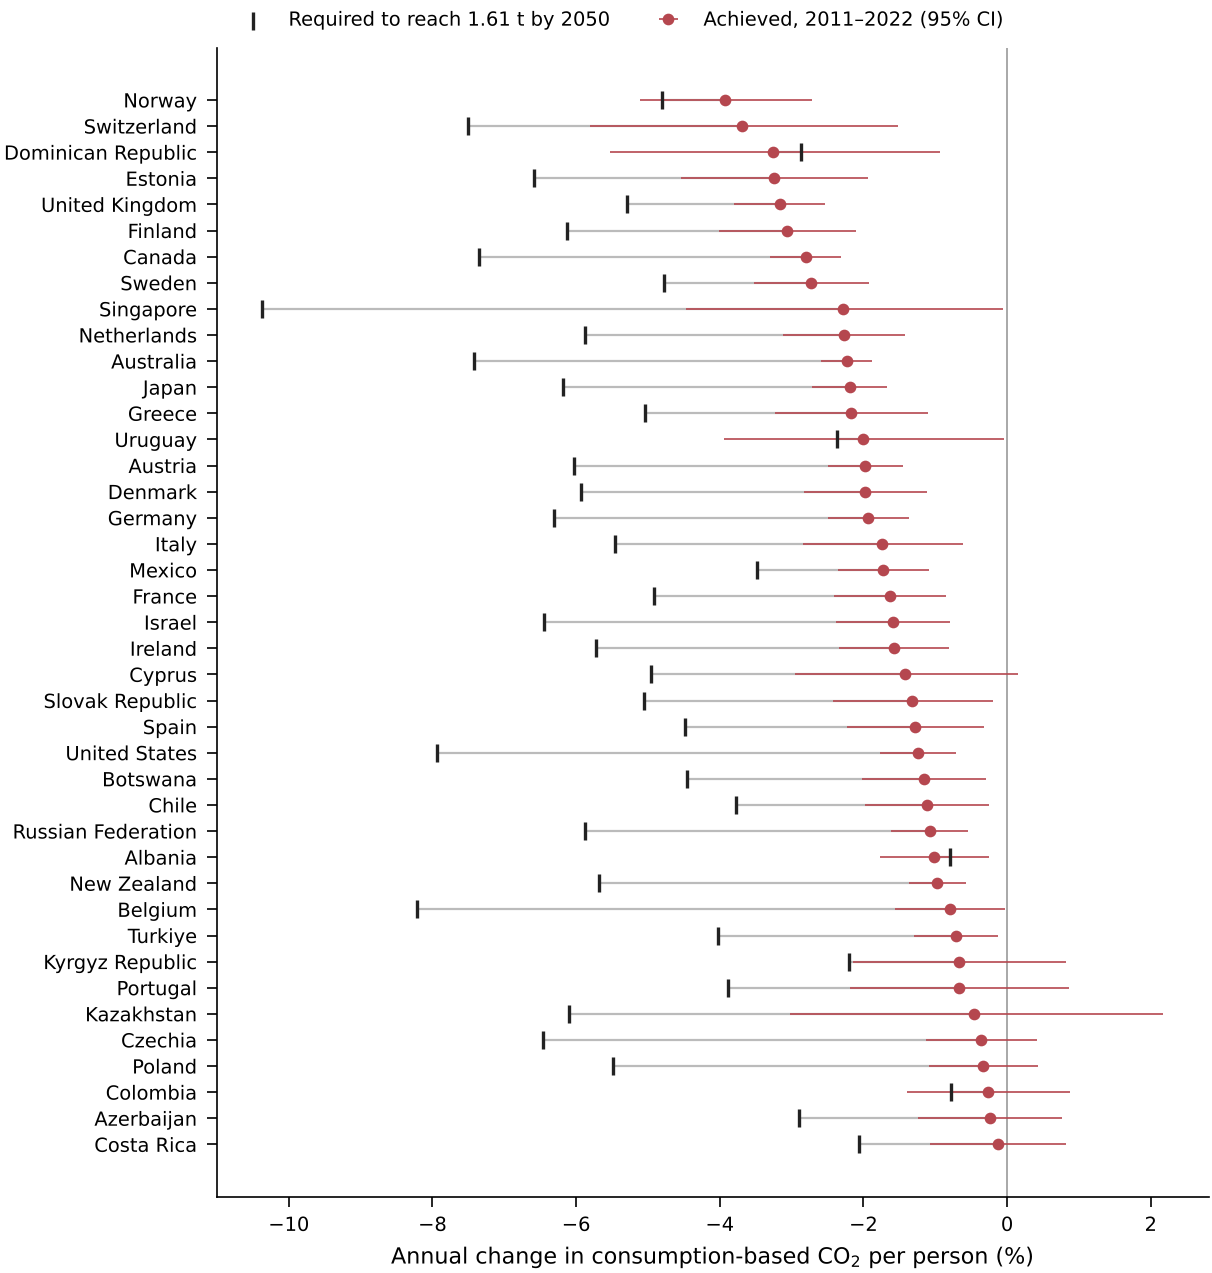 Required to reach 1.61 t by 2050 Achieved, 2011–2022 (95% CI)
Norway
Switzerland
Dominican Republic
Estonia
United Kingdom
Finland
Canada
Sweden
Singapore
Netherlands
Australia
Japan
Greece
Uruguay
Austria
Denmark
Germany
Italy
Mexico
France
Israel
Ireland
Cyprus
Slovak Republic
Spain
United States
Botswana
Chile
Russian Federation
Albania
New Zealand
Belgium
Turkiye
Kyrgyz Republic
Portugal
Kazakhstan
Czechia
Poland
Colombia
Azerbaijan
Costa Rica
−10 −8 −6 −4 −2 0 2
Annual change in consumption-based CO₂ per person (%)